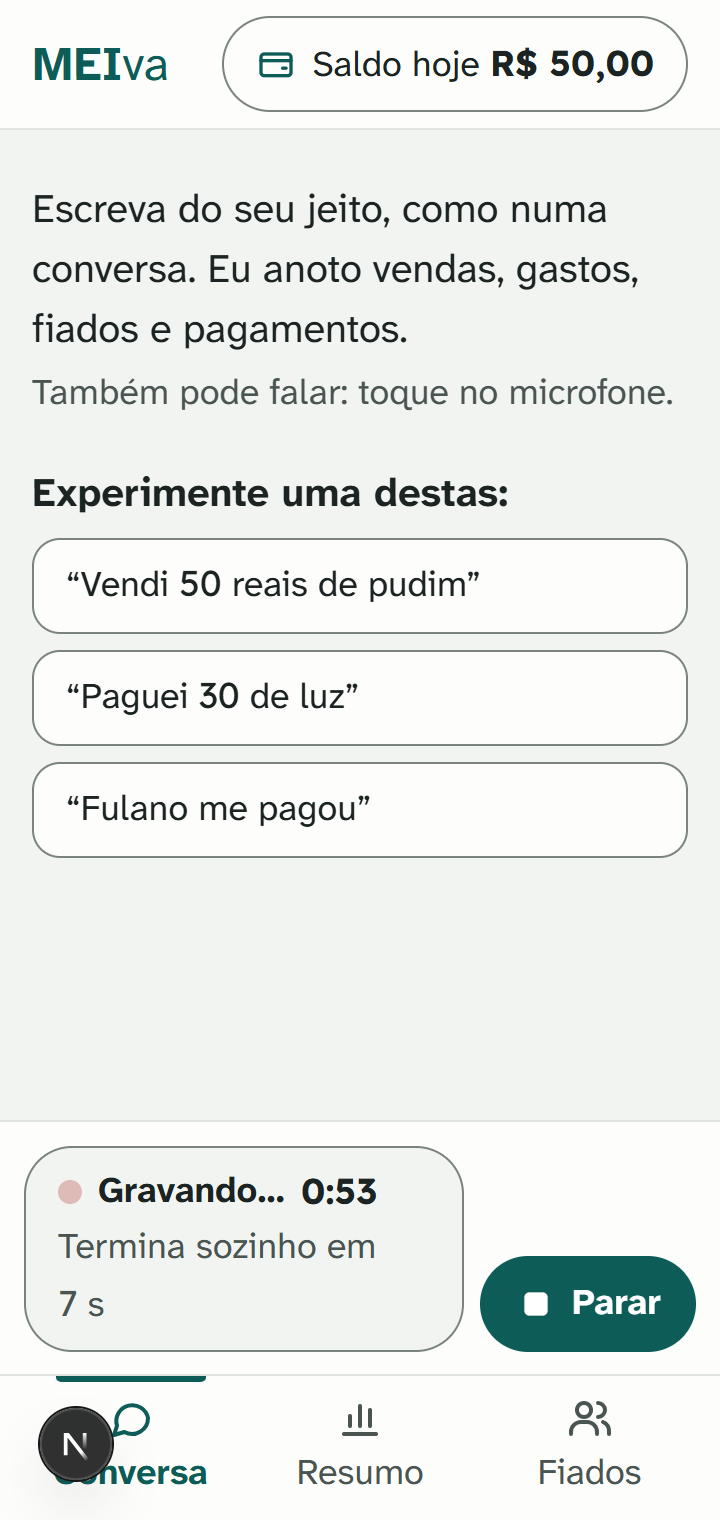 MEIva
Saldo hoje R$ 50,00
Escreva do seu jeito, como numa
conversa. Eu anoto vendas, gastos,
fiados e pagamentos.
Também pode falar: toque no microfone.
Experimente uma destas:
“Vendi 50 reais de pudim”
“Paguei 30 de luz”
“Fulano me pagou”
Gravando... 0:53
Termina sozinho em
7 s
Parar
N
nversa
Resumo
Fiados